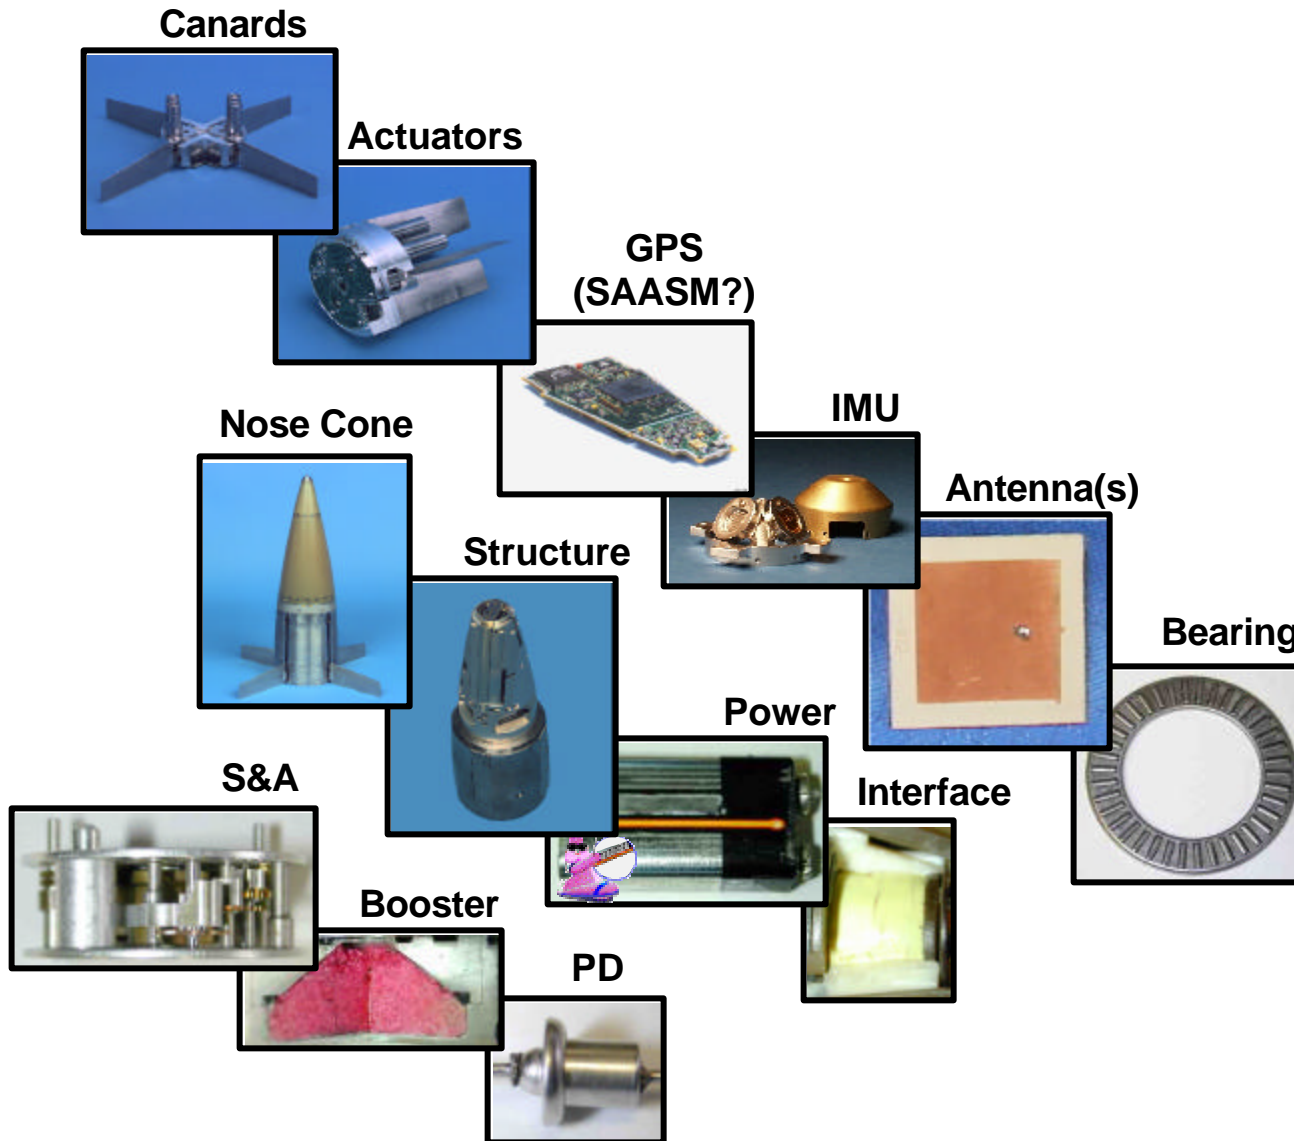 Canards
Actuators
GPS
(SAASM?)
IMU
Nose Cone
Antenna(s)
Structure
Bearing
Power
S&A
Interface
Booster
PD